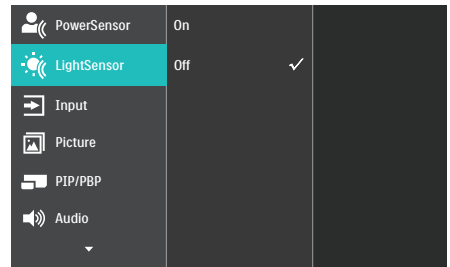 PowerSensor
On
LightSensor
Off
Input
Picture
PIP/PBP
Audio